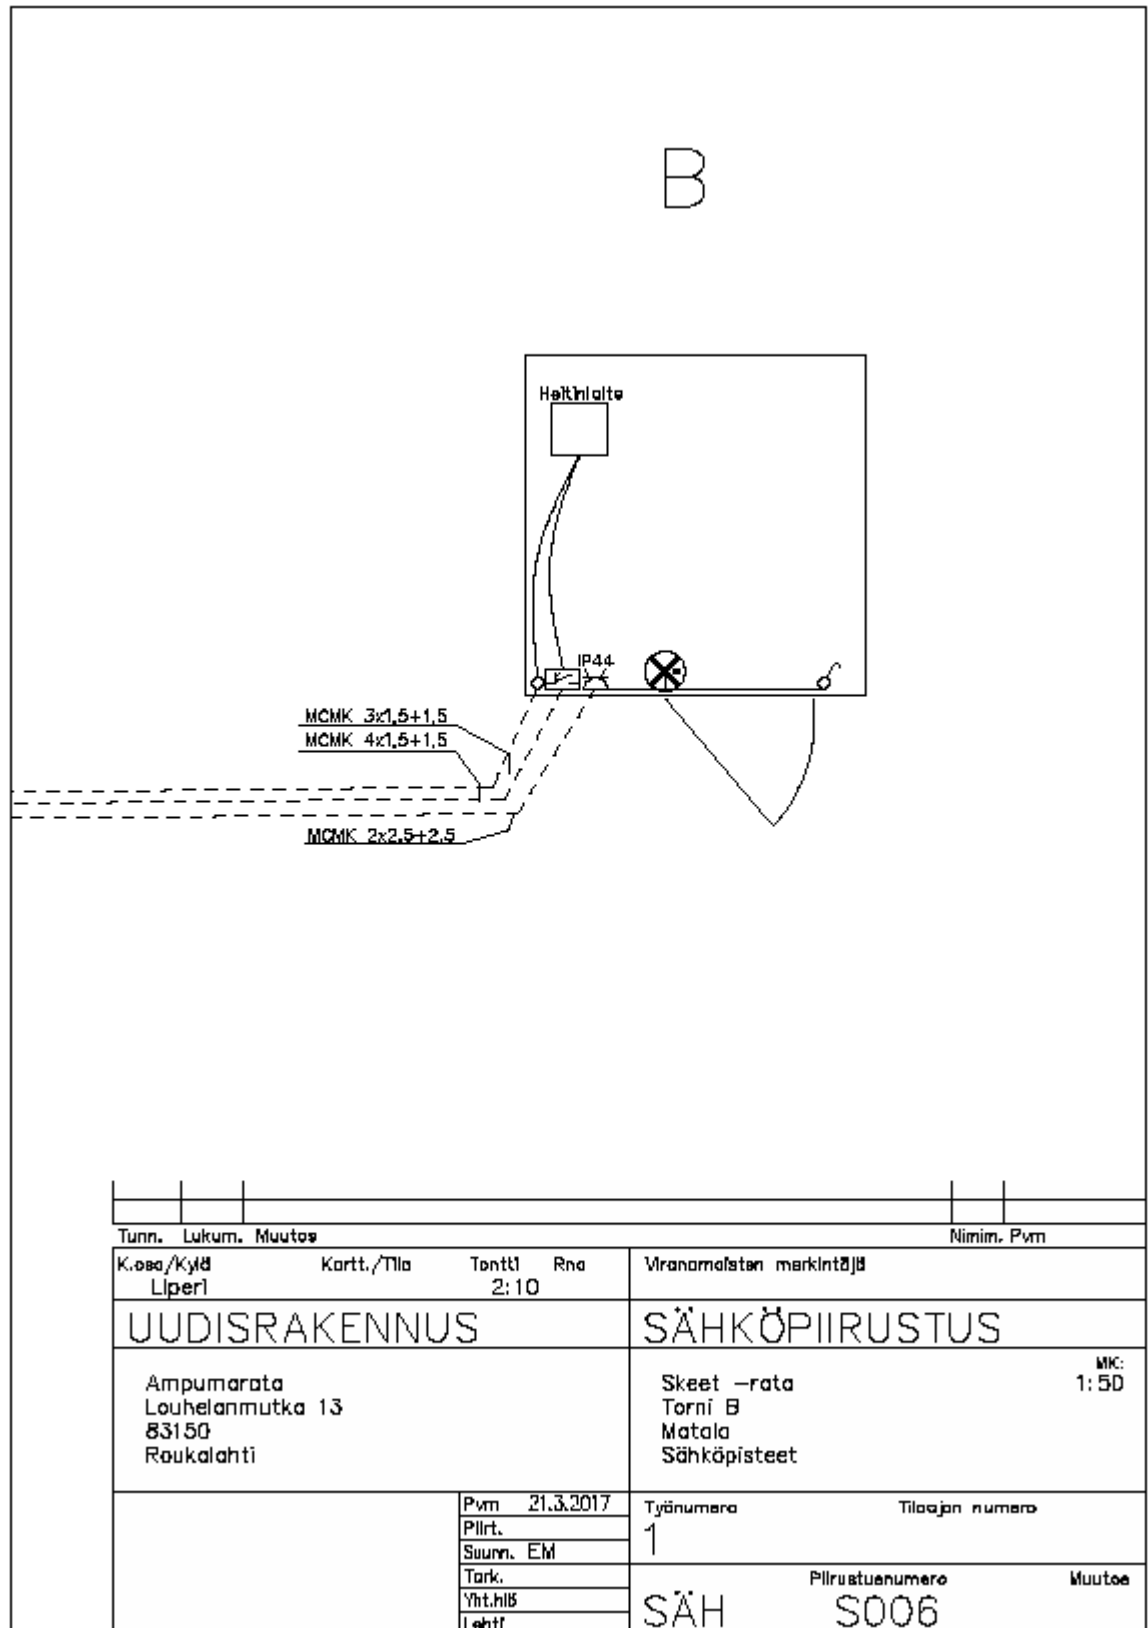 B
Heitinlaite
IP44
MCMK 3x1,5+1,5
MCMK 4x1,5+1,5
MCMK 2x2,5+2,5
Tunn. Lukum. Muutos Nimim. Pvm
K.osa/Kylä Kortt./Tila Tontti Rno Viranomaisten merkintöjä
Liperi 2:10
UUDISRAKENNUS SÄHKÖPIIRUSTUS
MK:
Ampumarata Skeet -rata 1:50
Louhelanmutka 13 Torni B
83150 Matala
Roukalahti Sähköpisteet
Pvm 21.3.2017 Työnumero Tilaajan numero
Piirt. 1
Suunn. EM
Tark. Piirustusnumero Muutos
Yht.hlö SÄH S006
Lehti